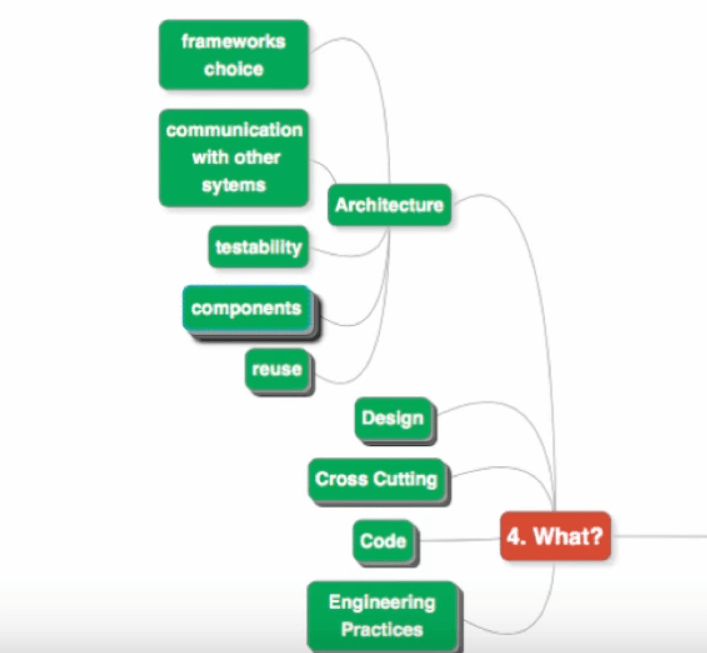 frameworks
choice
communication
with other
sytems
Architecture
testability
components
reuse
Design
Cross Cutting
Code
4. What?
Engineering
Practices